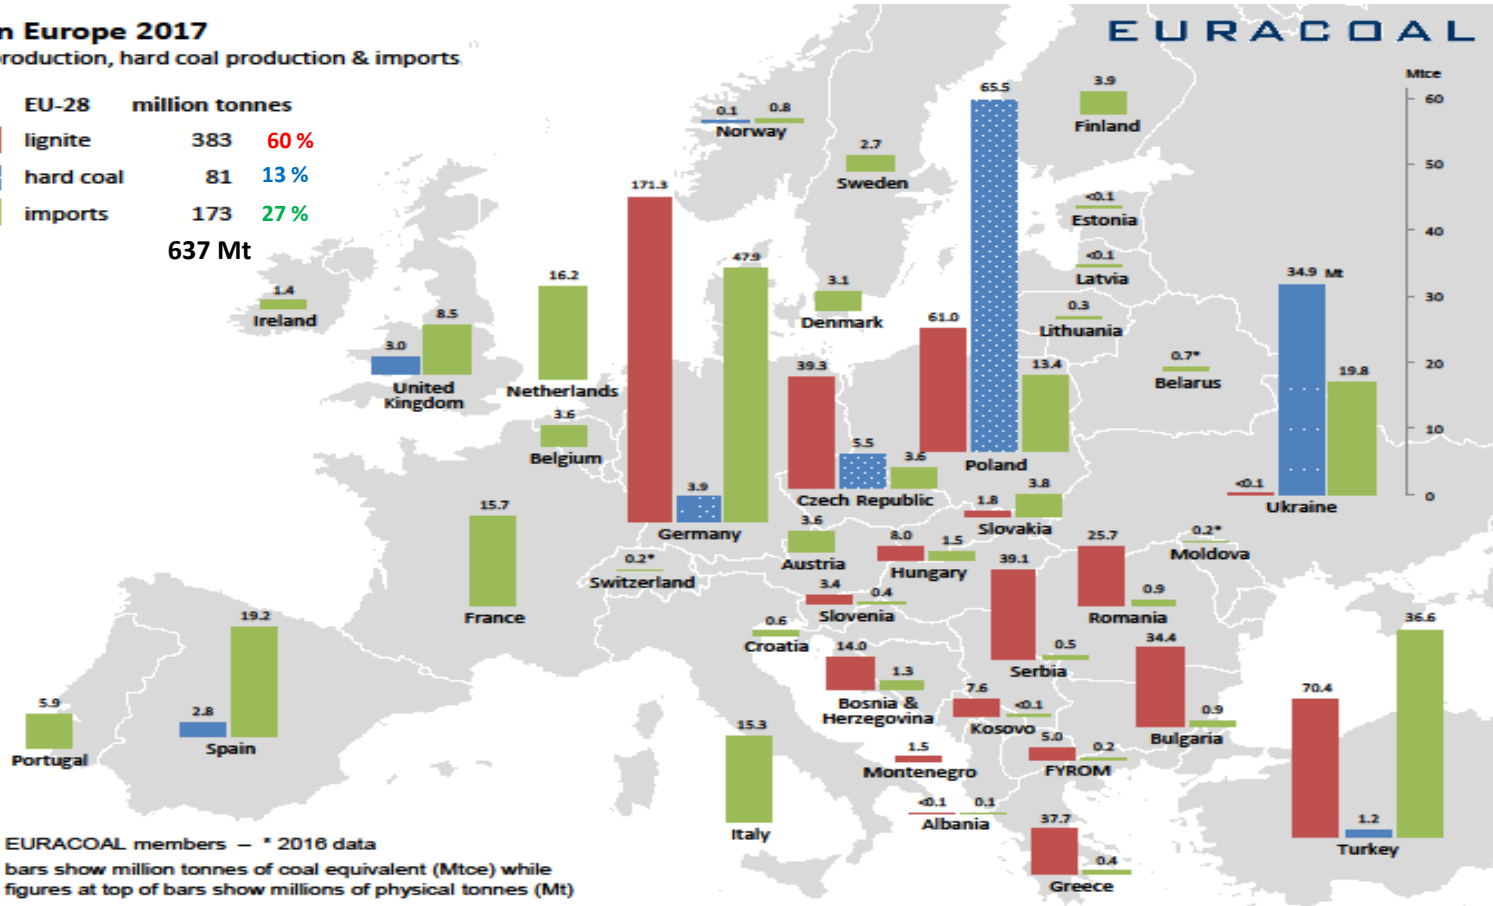 n Europe 2017
roduction, hard coal production & imports
EURACOAL
EU-28 million tonnes
lignite 383 60 %
hard coal 81 13 %
imports 173 27 %
637 Mt
Mtce
60
50
40
30
20
10
0
0.1 0.8
Norway
2.7
Sweden
3.9
Finland
<0.1
Estonia
<0.1
Latvia
0.3
Lithuania
0.7*
Belarus
1.4
Ireland
3.0 8.5
United
Kingdom
16.2
Netherlands
3.6
Belgium
171.3 3.9 47.9
Germany
3.1
Denmark
39.3 5.5 3.6
Czech Republic
61.0 65.5 13.4
Poland
<0.1 34.9 Mt 19.8
Ukraine
1.8 3.8
Slovakia
15.7
France
0.2*
Switzerland
3.6
Austria
8.0 1.5
Hungary
0.2*
Moldova
3.4 0.4
Slovenia
39.1 0.5
Serbia
25.7 0.9
Romania
0.6
Croatia
14.0 1.3
Bosnia &
Herzegovina
7.6 <0.1
Kosovo
34.4 0.9
Bulgaria
5.9
Portugal
2.8 19.2
Spain
15.3
Italy
1.5
Montenegro
5.0 0.2
FYROM
<0.1 0.1
Albania
37.7 0.4
Greece
70.4 1.2 36.6
Turkey
EURACOAL members – * 2016 data
bars show million tonnes of coal equivalent (Mtce) while
figures at top of bars show millions of physical tonnes (Mt)